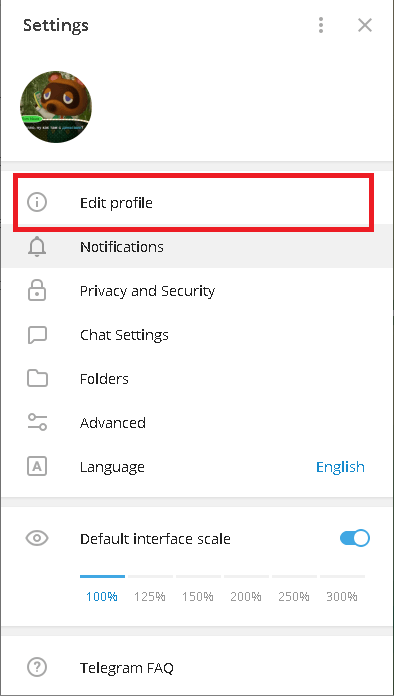 Settings
Edit profile
Notifications
Privacy and Security
Chat Settings
Folders
Advanced
A
Language
English
Default interface scale
100% 125% 150% 200% 250% 300%
Telegram FAQ